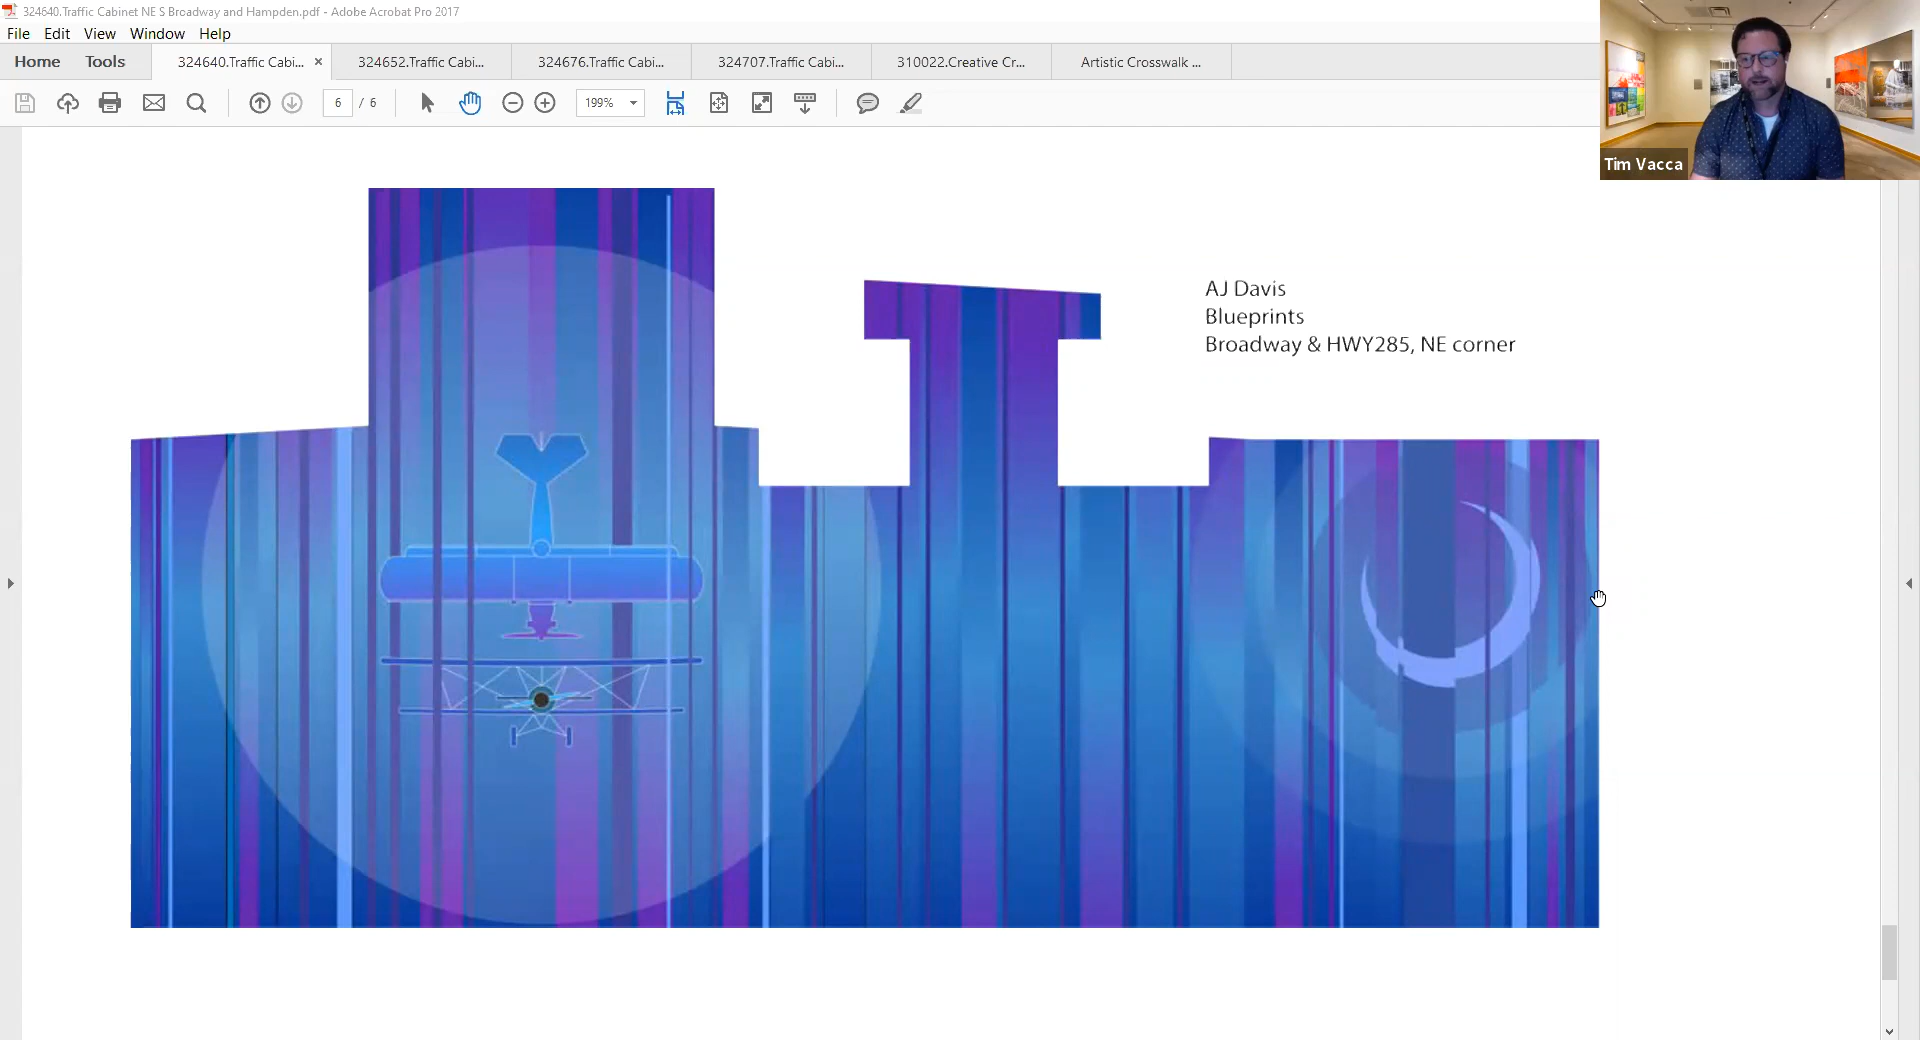 324640.Traffic Cabinet NE S Broadway and Hampden.pdf - Adobe Acrobat Pro 2017
File Edit View Window Help
Home Tools 324640.Traffic Cabi... × 324652.Traffic Cabi... 324676.Traffic Cabi... 324707.Traffic Cabi... 310022.Creative Cr... Artistic Crosswalk ...
6 / 6 199%
Tim Vacca
AJ Davis
Blueprints
Broadway & HWY285, NE corner